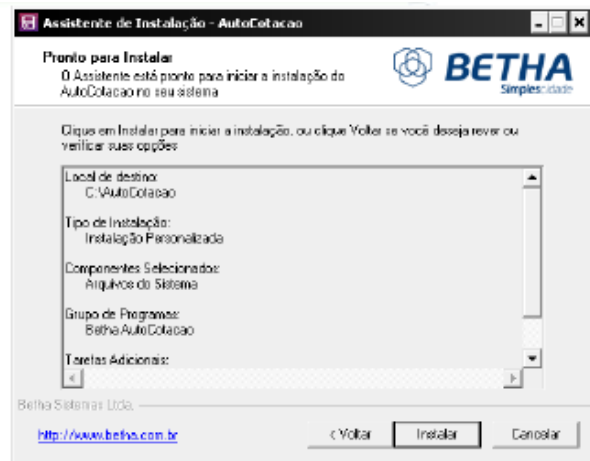 Assistente de Instalação - AutoCotacao
Pronto para Instalar
O Assistente está pronto para iniciar a instalação do
AutoCotacao no seu sistema
BETHA
Simplescidade
Clique em Instalar para iniciar a instalação, ou clique Voltar se você deseja rever ou
verificar suas opções
Local de destino:
C:\AutoCotacao
Tipo de Instalação:
Instalação Personalizada
Componentes Selecionados:
Arquivos do Sistema
Grupo de Programas:
Betha AutoCotacao
Tarefas Adicionais:
Betha Sistemas Ltda.
http://www.betha.com.br
< Voltar
Instalar
Cancelar